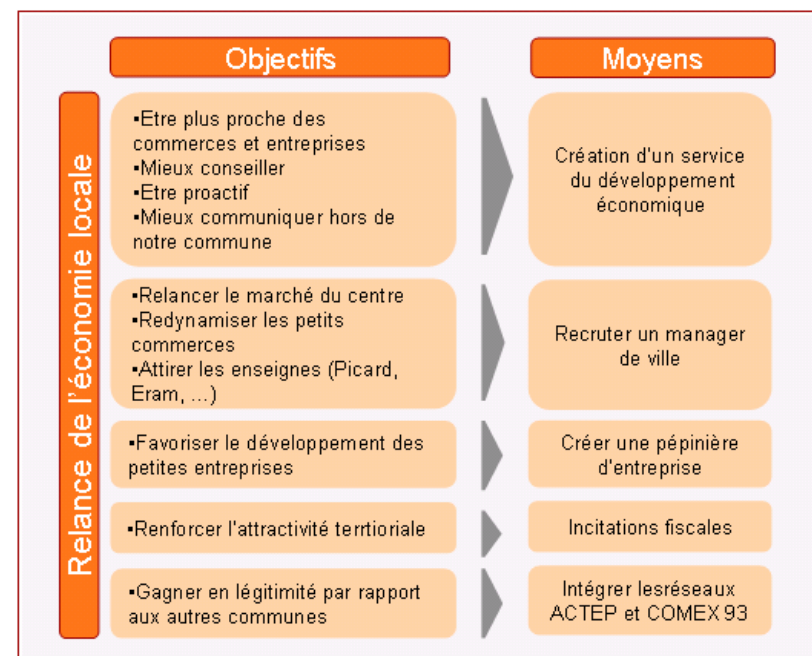 Objectifs
Moyens
Relance de l'économie locale
▪Etre plus proche des
commerces et entreprises
▪Mieux conseiller
▪Etre proactif
▪Mieux communiquer hors de
notre commune
Création d'un service
du développement
économique
▪Relancer le marché du centre
▪Redynamiser les petits
commerces
▪Attirer les enseignes (Picard,
Eram, ...)
Recruter un manager
de ville
▪Favoriser le développement des
petites entreprises
Créer une pépinière
d'entreprise
▪Renforcer l'attractivité terrtioriale
Incitations fiscales
▪Gagner en légitimité par rapport
aux autres communes
Intégrer lesréseaux
ACTEP et COMEX 93